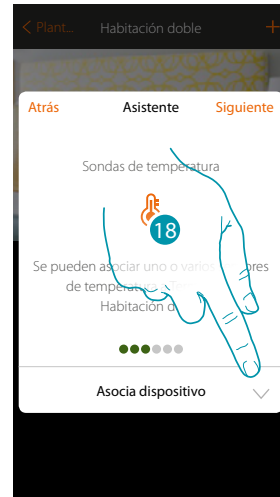 < Plant... Habitación doble +
Atrás Asistente Siguiente
Sondas de temperatura
18
Se pueden asociar uno o varios
de temperatura
Habitación d
Asocia dispositivo